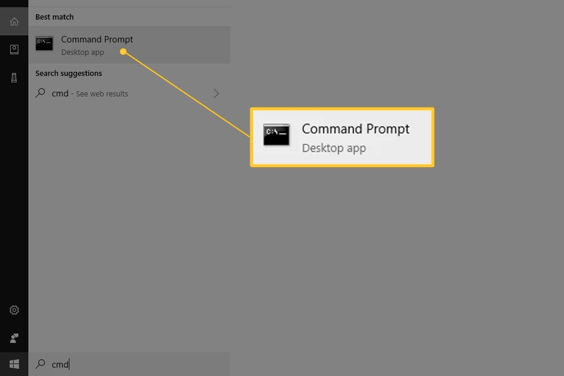 Best match
Command Prompt
Desktop app
Search suggestions
cmd - See web results
C:\
Command Prompt
Desktop app
cmd